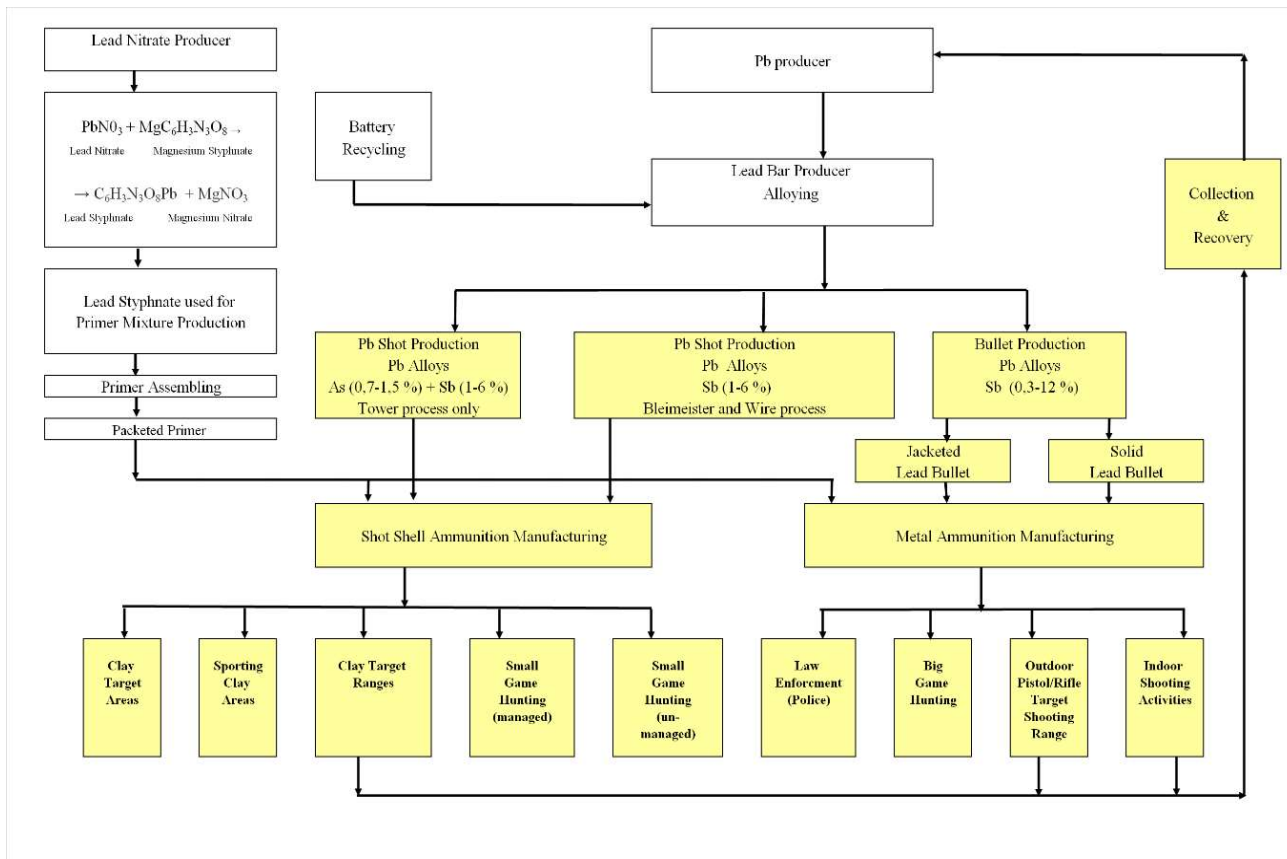 Lead Nitrate Producer
PbN0₃ + MgC₆H₃N₃O₈ →
Lead Nitrate Magnesium Styphnate
→ C₆H₃N₃O₈Pb + MgNO₃
Lead Styphnate Magnesium Nitrate
Lead Styphnate used for
Primer Mixture Production
Primer Assembling
Packeted Primer
Battery
Recycling
Pb producer
Lead Bar Producer
Alloying
Collection
&
Recovery
Pb Shot Production
Pb Alloys
As (0,7-1,5 %) + Sb (1-6 %)
Tower process only
Pb Shot Production
Pb Alloys
Sb (1-6 %)
Bleimeister and Wire process
Bullet Production
Pb Alloys
Sb (0,3-12 %)
Jacketed
Lead Bullet
Solid
Lead Bullet
Shot Shell Ammunition Manufacturing
Metal Ammunition Manufacturing
Clay
Target
Areas
Sporting
Clay
Areas
Clay Target
Ranges
Small
Game
Hunting
(managed)
Small
Game
Hunting
(un-
managed)
Law
Enforcment
(Police)
Big
Game
Hunting
Outdoor
Pistol/Rifle
Target
Shooting
Range
Indoor
Shooting
Activities